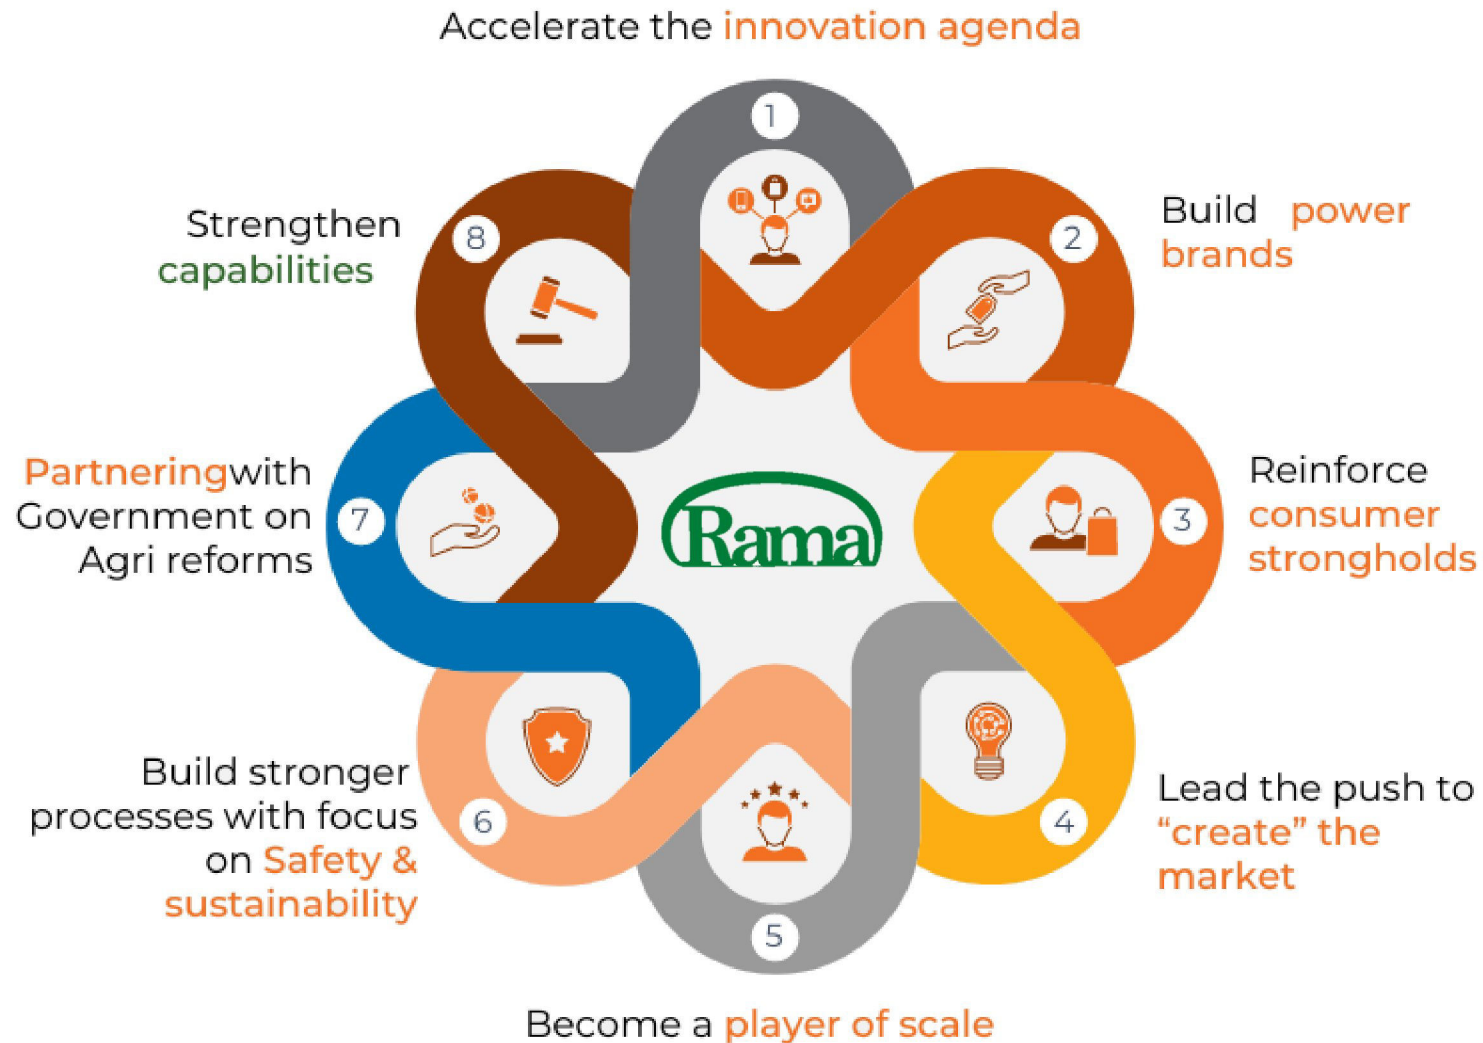 Accelerate the innovation agenda
1
Build power
brands
2
Reinforce
consumer
strongholds
3
Lead the push to
“create” the
market
4
Become a player of scale
5
Build stronger
processes with focus
on Safety &
sustainability
6
Partneringwith
Government on
Agri reforms
7
Strengthen
capabilities
8
Rama